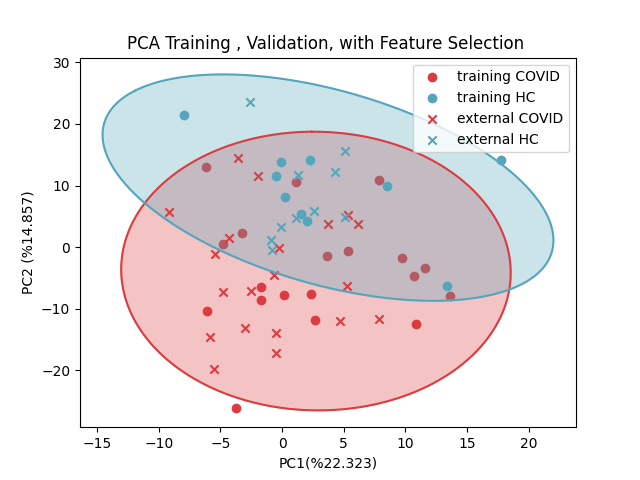 PCA Training , Validation, with Feature Selection
training COVID
training HC
external COVID
external HC
PC2 (%14.857)
30
20
10
0
−10
−20
−15 −10 −5 0 5 10 15 20
PC1(%22.323)